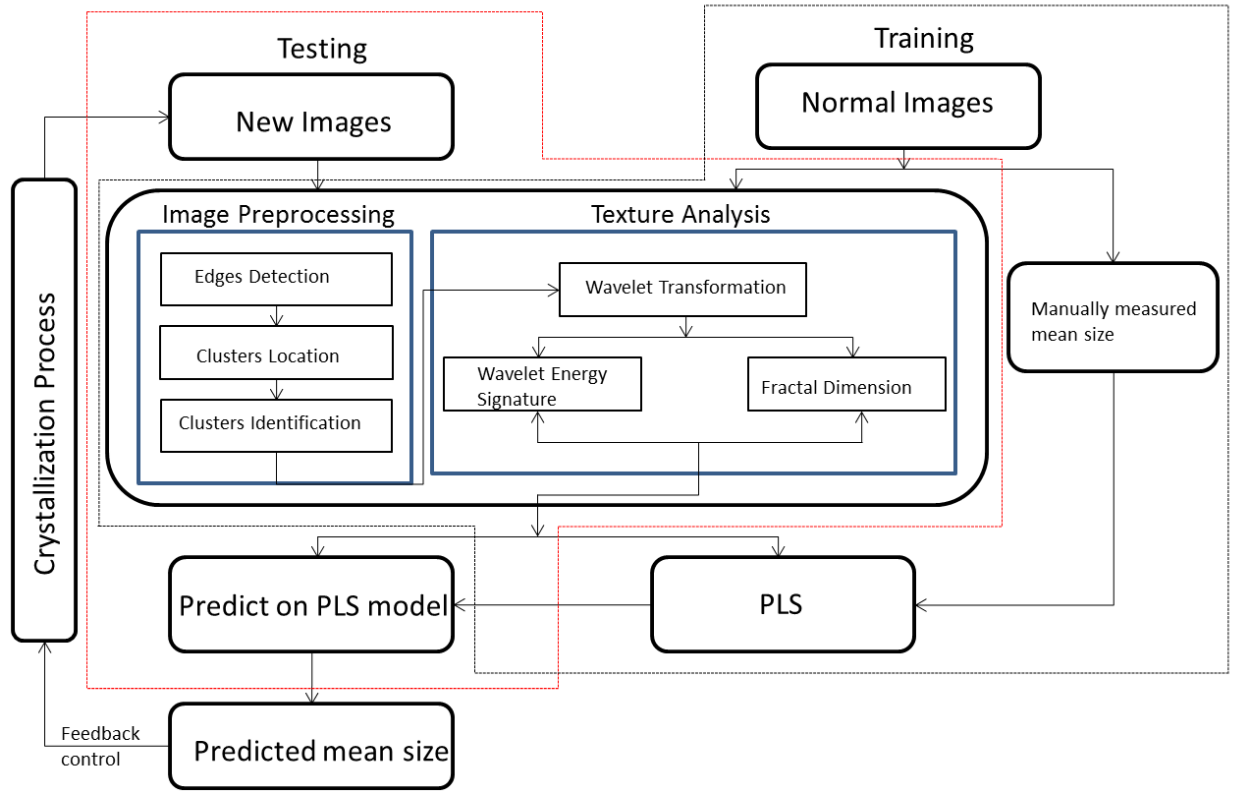 Testing
Training
New Images
Normal Images
Image Preprocessing
Texture Analysis
Edges Detection
Clusters Location
Clusters Identification
Wavelet Transformation
Wavelet Energy
Signature
Fractal Dimension
Manually measured
mean size
Crystallization Process
Predict on PLS model
PLS
Feedback
control
Predicted mean size